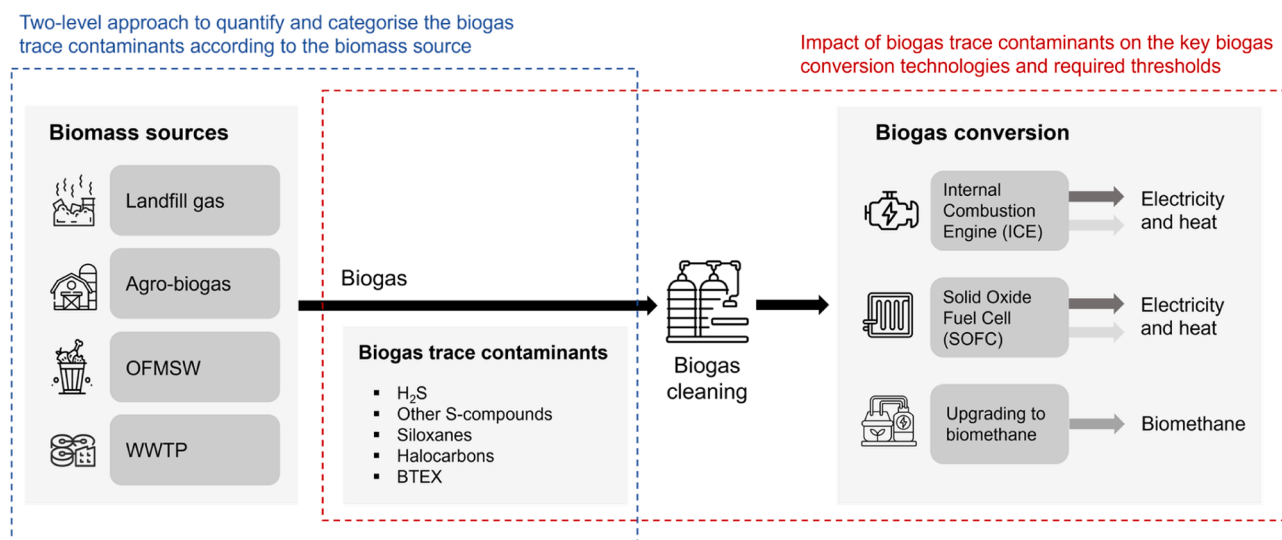 Two-level approach to quantify and categorise the biogas
trace contaminants according to the biomass source
Impact of biogas trace contaminants on the key biogas
conversion technologies and required thresholds
Biomass sources
Landfill gas
Agro-biogas
OFMSW
WWTP
Biogas
Biogas trace contaminants
▪ H₂S
▪ Other S-compounds
▪ Siloxanes
▪ Halocarbons
▪ BTEX
Biogas
cleaning
Biogas conversion
Internal
Combustion
Engine (ICE)
Electricity
and heat
Solid Oxide
Fuel Cell
(SOFC)
Electricity
and heat
Upgrading to
biomethane
Biomethane